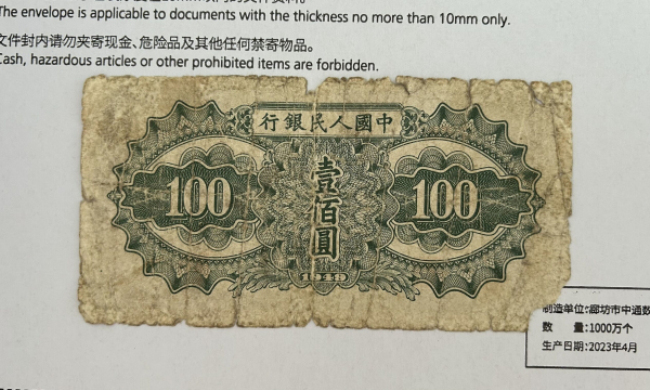 The envelope is applicable to documents with the thickness no more than 10mm only.
文件封内请勿夹寄现金、危险品及其他任何禁寄物品。
Cash, hazardous articles or other prohibited items are forbidden.
行銀民人國中
100
壹佰圓
100
制造单位:廊坊市中通数
数 量:1000万个
生产日期:2023年4月